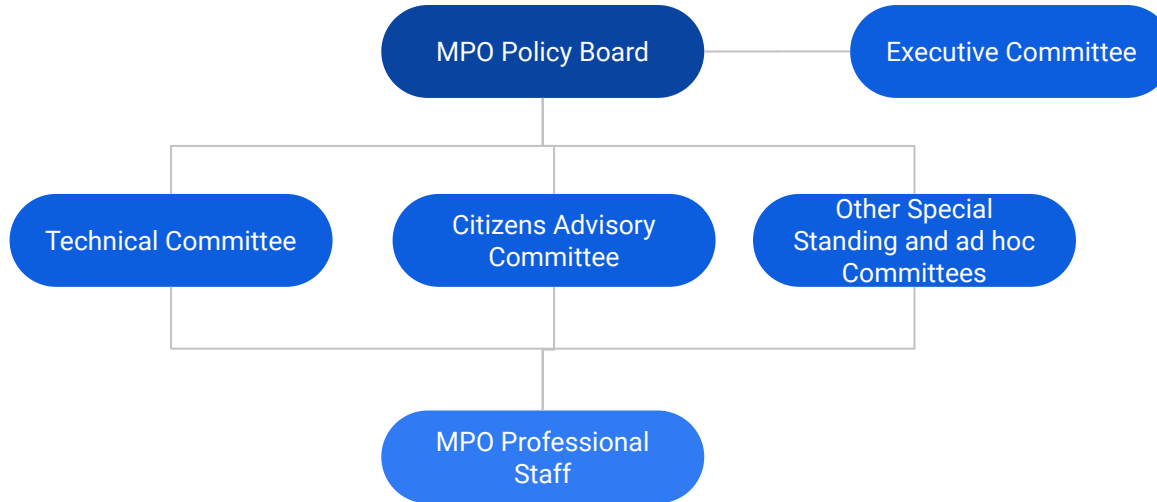 MPO Policy Board
Executive Committee
Technical Committee
Citizens Advisory
Committee
Other Special
Standing and ad hoc
Committees
MPO Professional
Staff